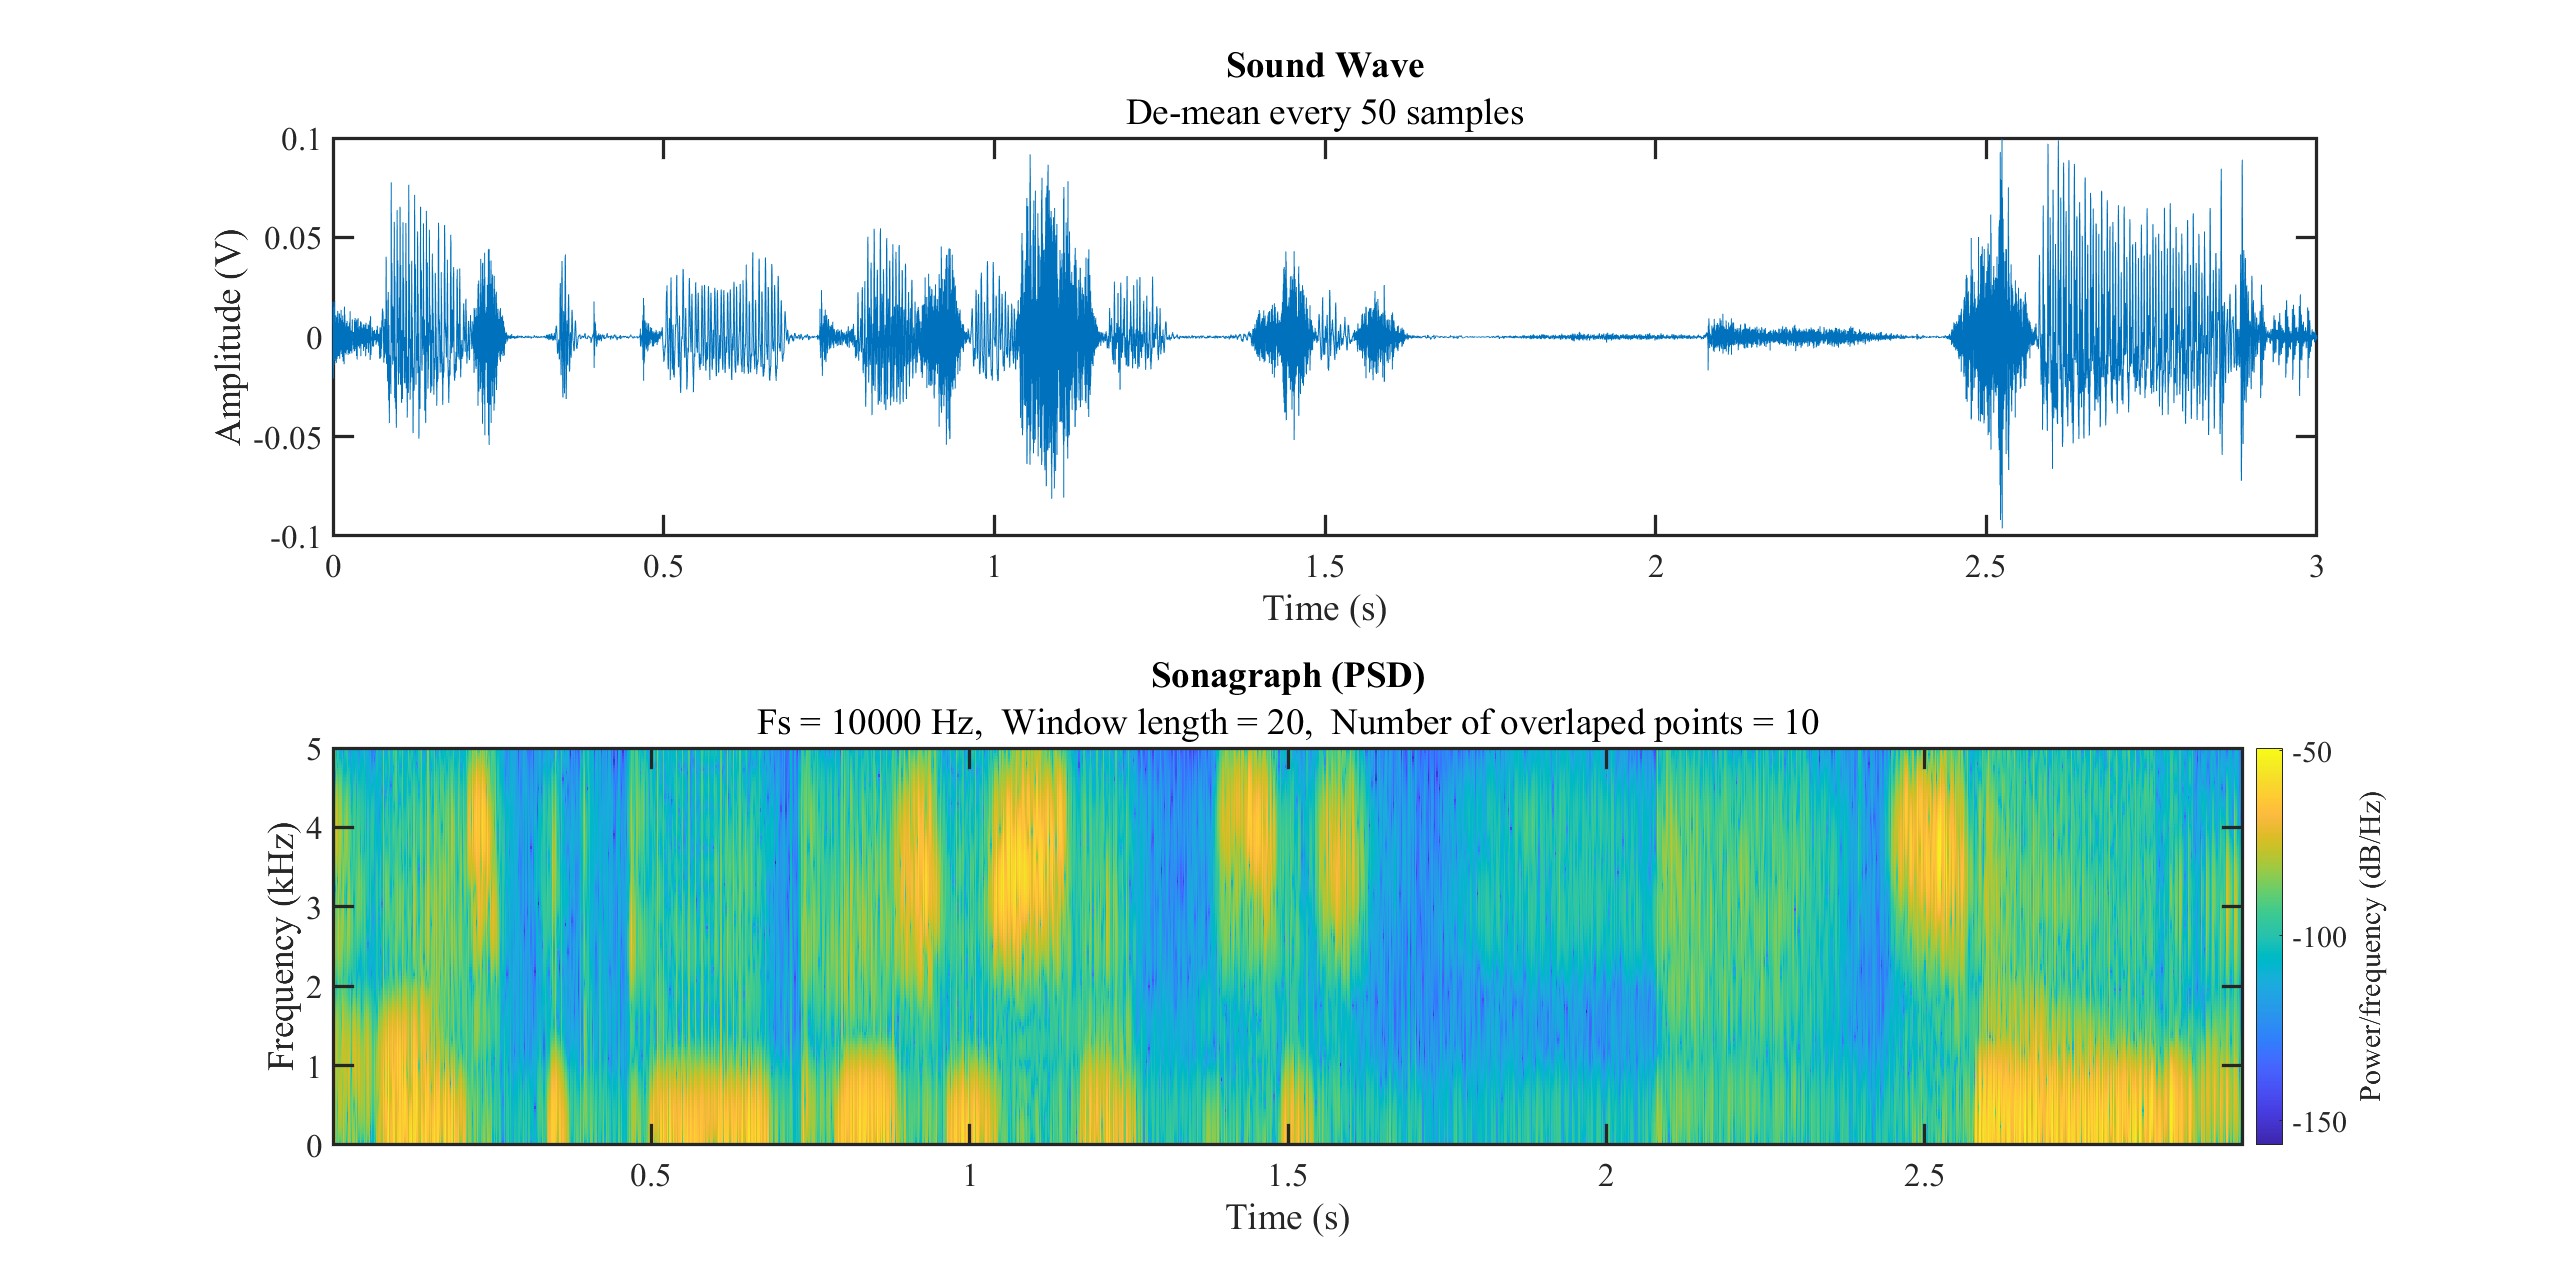 Sound Wave
De-mean every 50 samples
0.1
0.05
0
-0.05
-0.1
Amplitude (V)
0 0.5 1 1.5 2 2.5 3
Time (s)
Sonagraph (PSD)
Fs = 10000 Hz, Window length = 20, Number of overlaped points = 10
5
4
3
2
1
0
Frequency (kHz)
0.5 1 1.5 2 2.5
Time (s)
-50
-100
-150
Power/frequency (dB/Hz)